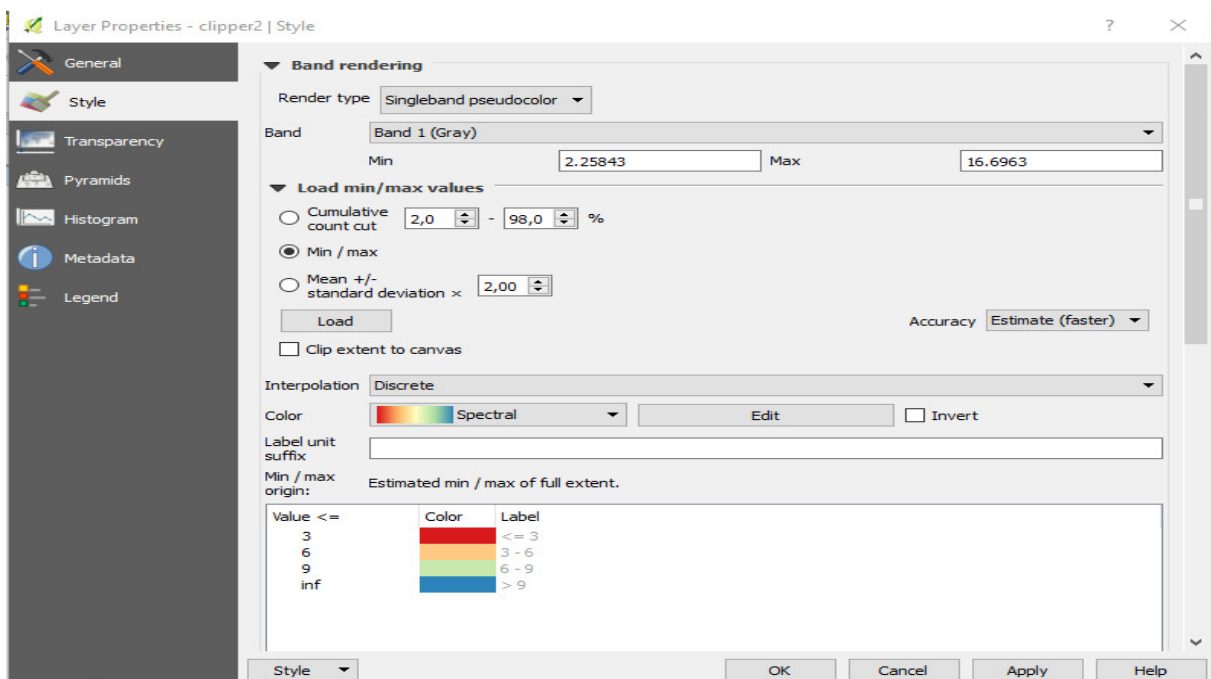 Layer Properties - clipper2 | Style ?
General
Style
Transparency
Pyramids
Histogram
Metadata
Legend
Band rendering
Render type Singleband pseudocolor
Band Band 1 (Gray)
Min 2.25843 Max 16.6963
Load min/max values
Cumulative
count cut 2,0 - 98,0 %
Min / max
Mean +/-
standard deviation × 2,00
Load Accuracy Estimate (faster)
Clip extent to canvas
Interpolation Discrete
Color Spectral Edit Invert
Label unit
suffix
Min / max
origin: Estimated min / max of full extent.
Value <= Color Label
3 <= 3
6 3 - 6
9 6 - 9
inf > 9
Style OK Cancel Apply Help